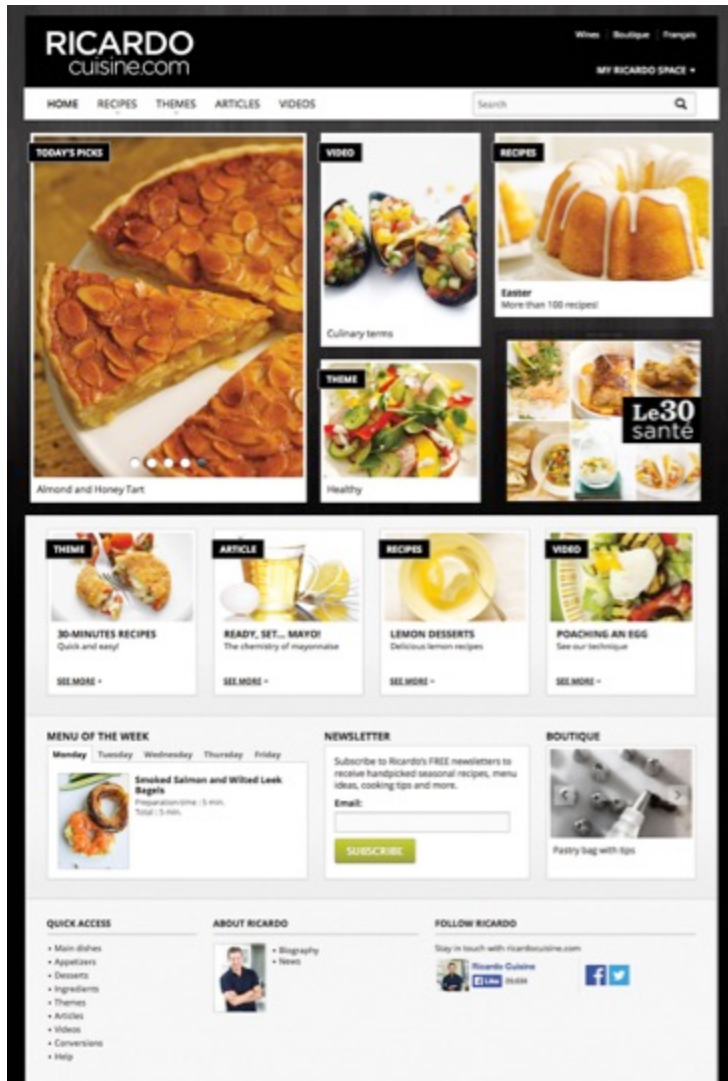 RICARDO
cuisine.com
Wines
Boutique
Français
MY RICARDO SPACE
HOME
RECIPES
THEMES
ARTICLES
VIDEOS
Search
TODAY'S PICKS
Almond and Honey Tart
VIDEO
Culinary terms
RECIPES
Easter
More than 100 recipes!
THEME
Healthy
Le30
santé
THEME
30-MINUTES RECIPES
Quick and easy!
SEE MORE
ARTICLE
READY, SET... MAYO!
The chemistry of mayonnaise
SEE MORE
RECIPES
LEMON DESSERTS
Delicious lemon recipes
SEE MORE
VIDEO
POACHING AN EGG
See our technique
SEE MORE
MENU OF THE WEEK
Monday
Tuesday
Wednesday
Thursday
Friday
Smoked Salmon and Wilted Leek
Bagels
Preparation time : 5 min.
Total : 5 min.
NEWSLETTER
Subscribe to Ricardo's FREE newsletters to
receive handpicked seasonal recipes, menu
ideas, cooking tips and more.
Email:
SUBSCRIBE
BOUTIQUE
Pastry bag with tips
QUICK ACCESS
• Main dishes
• Appetizers
• Desserts
• Ingredients
• Themes
• Articles
• Videos
• Conversions
• Help
ABOUT RICARDO
• Biography
• News
FOLLOW RICARDO
Stay in touch with ricardocuisine.com
Ricardo Cuisine
Like